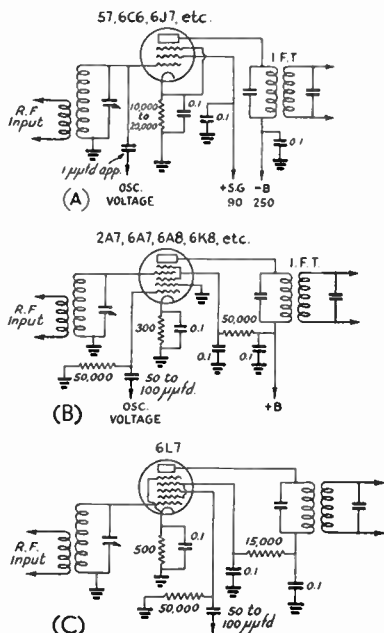 57, 6C6, 6J7, etc.
I.F.T.
R.F.
Input
10,000
to
20,000
0.1
0.1
0.1
1 µµfd. app.
(A)
OSC.
VOLTAGE
+S.G
90
-B
250
2A7, 6A7, 6A8, 6K8, etc.
I.F.T.
R.F.
Input
300
0.1
50,000
0.1
0.1
50,000
50 to
100 µµfd.
(B)
OSC.
VOLTAGE
+B
6L7
R.F.
Input
500
0.1
15,000
0.1
0.1
50,000
50 to
100 µµfd
(C)